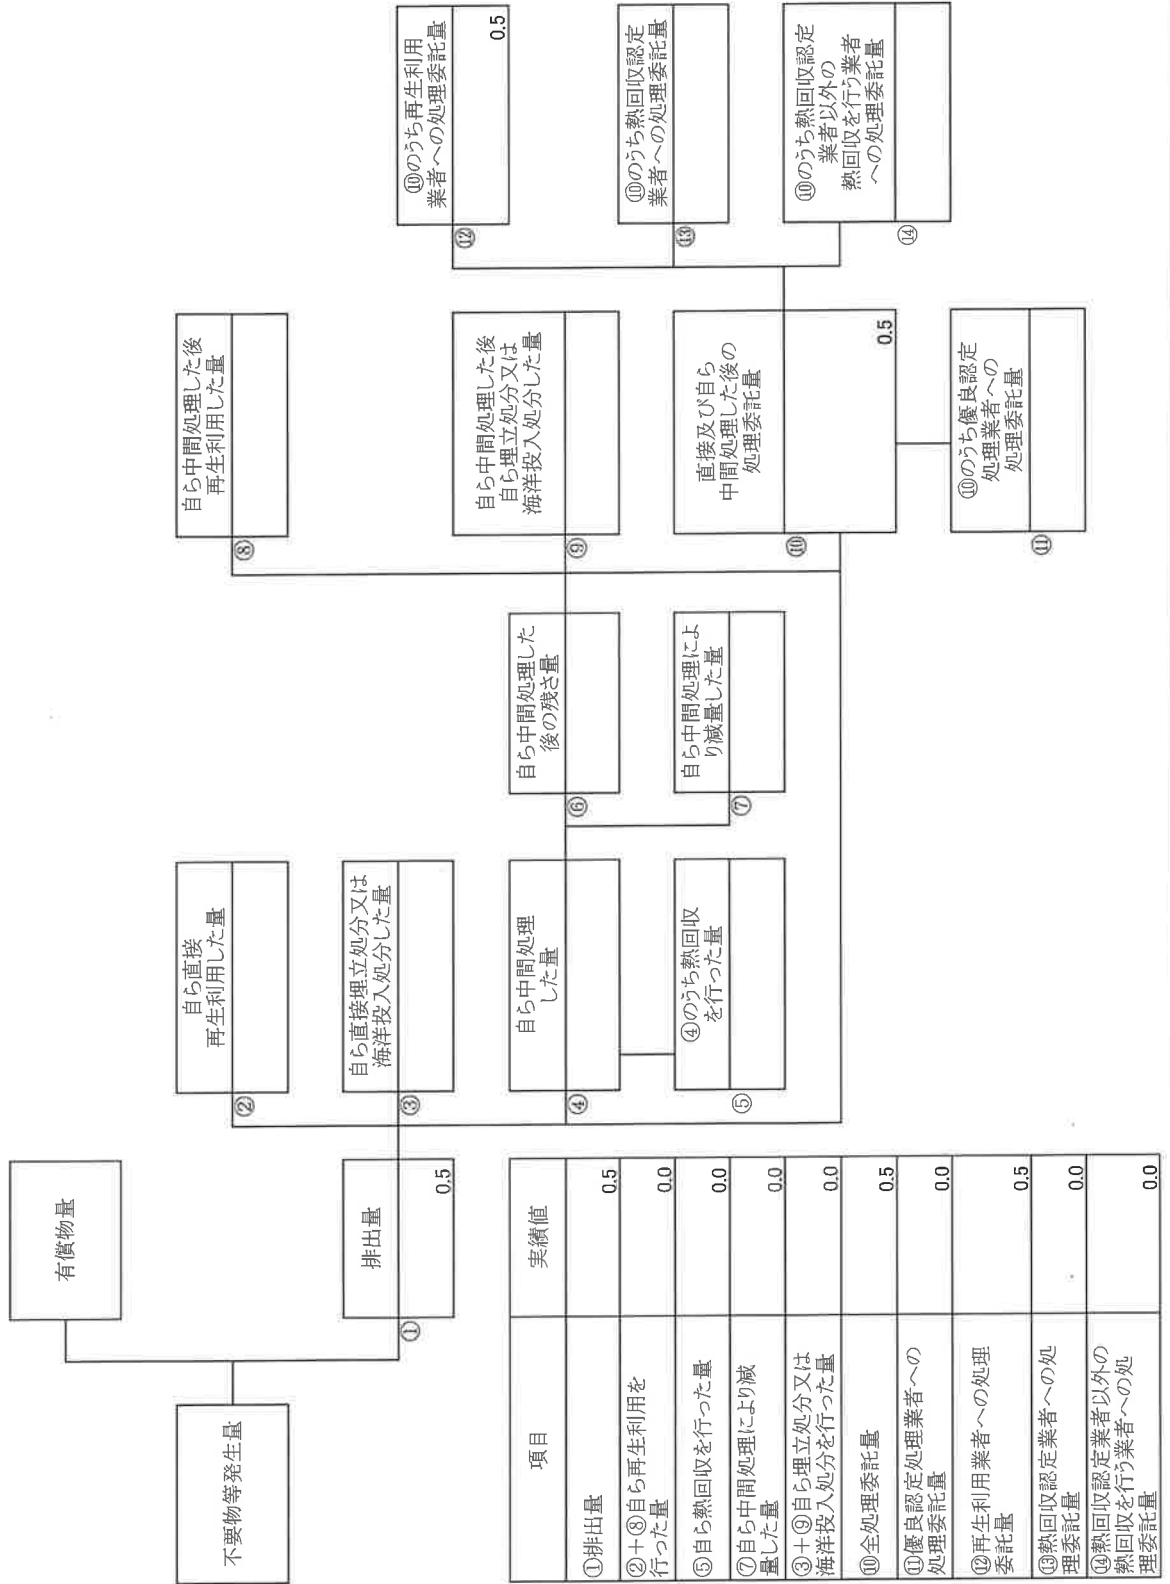 有償物量
不要物等発生量
排出量
①
0.5
自ら直接
再生利用した量
②
自ら直接埋立処分又は
海洋投入処分した量
③
自ら中間処理
した量
④
④のうち熱回収
を行った量
⑤
自ら中間処理した
後の残さ量
⑥
自ら中間処理によ
り減量した量
⑦
自ら中間処理した後
再生利用した量
⑧
自ら中間処理した後
自ら埋立処分又は
海洋投入処分した量
⑨
直接及び自ら
中間処理した後の
処理委託量
⑩
0.5
⑩のうち優良認定
処理業者への
処理委託量
⑪
⑩のうち再生利用
業者への処理委託量
⑫
0.5
⑩のうち熱回収認定
業者への処理委託量
⑬
⑩のうち熱回収認定
業者以外の
熱回収を行う業者
への処理委託量
⑭
項目 実績値
①排出量 0.5
②＋⑧自ら再生利用を
行った量 0.0
⑤自ら熱回収を行った量 0.0
⑦自ら中間処理により減
量した量 0.0
③＋⑨自ら埋立処分又は
海洋投入処分を行った量 0.0
⑩全処理委託量 0.5
⑪優良認定処理業者への
処理委託量 0.0
⑫再生利用業者への処理
委託量 0.5
⑬熱回収認定業者への処
理委託量 0.0
⑭熱回収認定業者以外の
熱回収を行う業者への処
理委託量 0.0